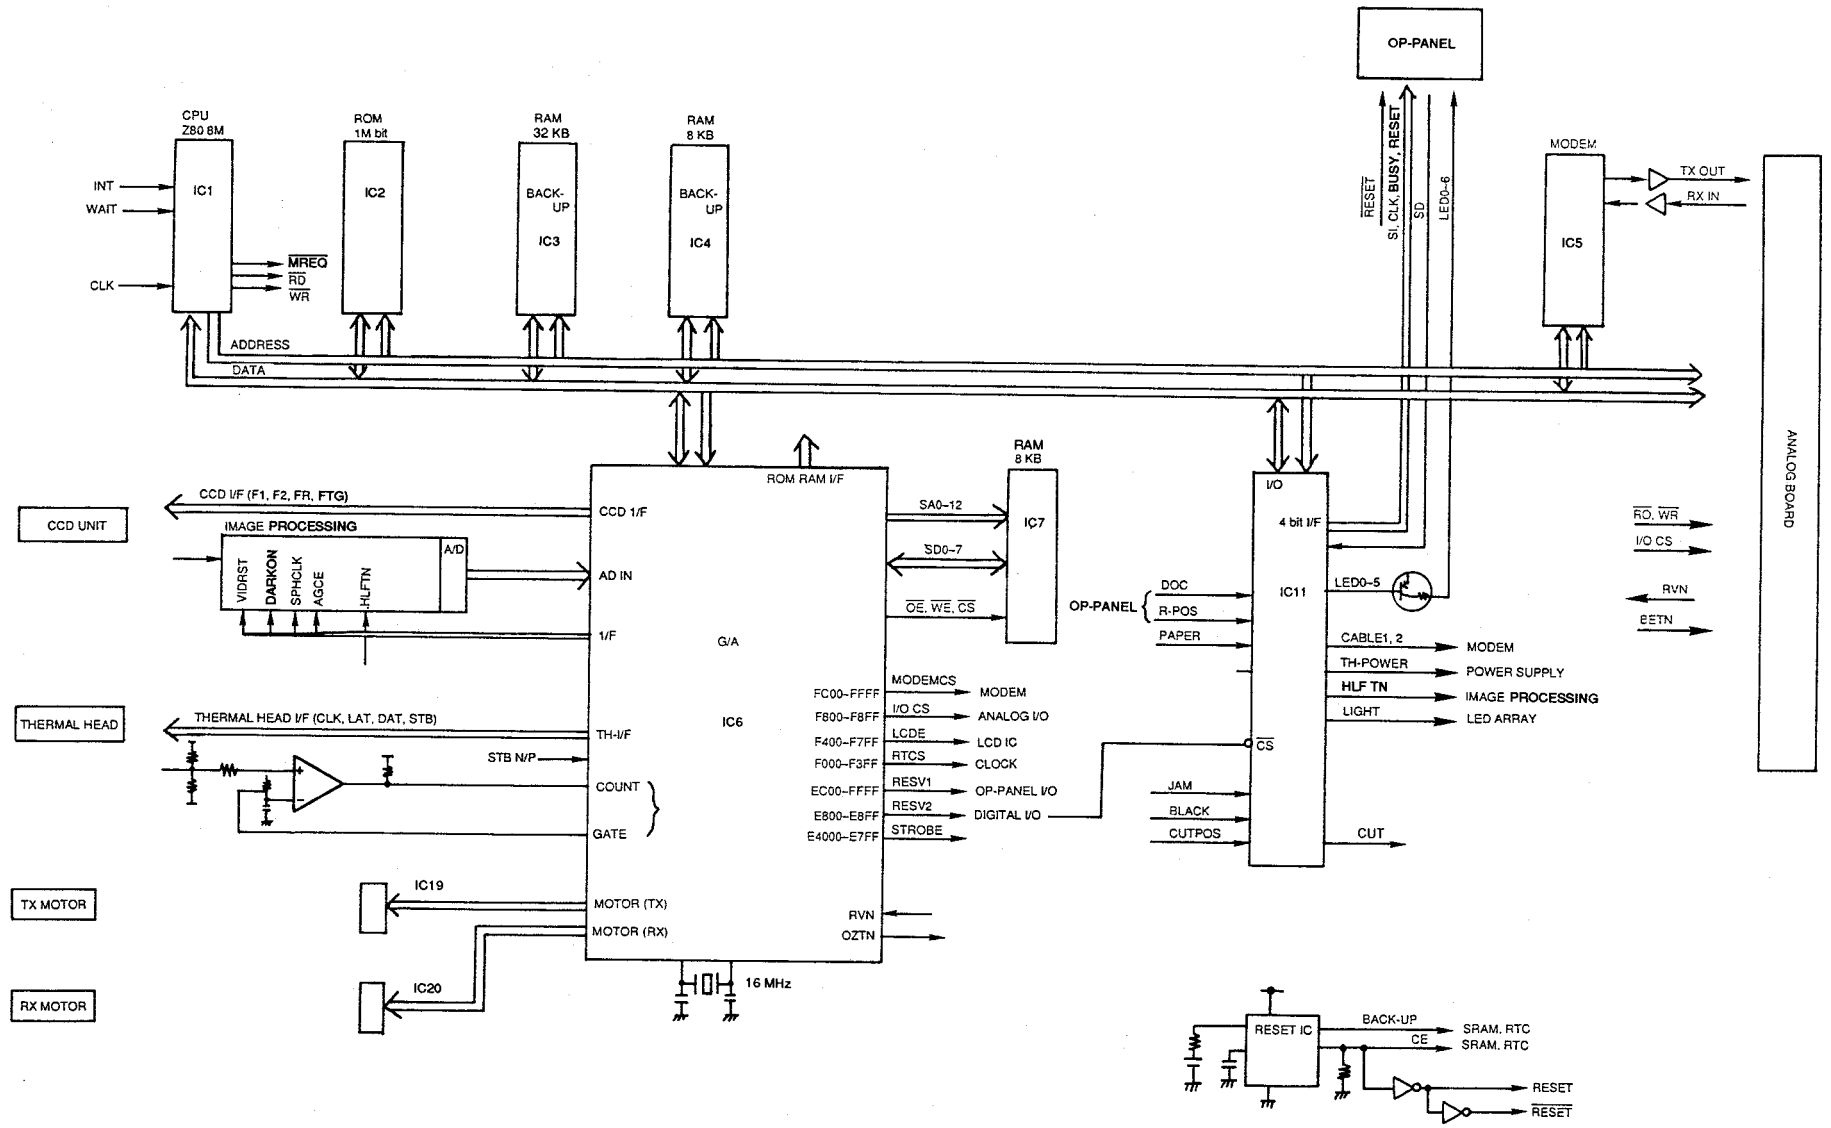 OP-PANEL
CPU
Z80 8M
ROM
1M bit
RAM
32 KB
RAM
8 KB
MODEM
INT
WAIT
CLK
IC1
MREQ
RD
WR
IC2
BACK-
UP
IC3
BACK-
UP
IC4
RESET
SI, CLK, BUSY, RESET
SD
LED0~6
IC5
TX OUT
RX IN
ADDRESS
DATA
ANALOG BOARD
RO, WR
I/O CS
RVN
BETN
CCD UNIT
CCD I/F (F1, F2, FR, FTG)
IMAGE PROCESSING
VIDRST
DARKON
SPHCLK
AGCE
.HLFTN
A/D
ROM RAM I/F
CCD 1/F
AD IN
1/F
G/A
IC6
SA0~12
SD0~7
OE, WE, CS
RAM
8 KB
IC7
THERMAL HEAD
THERMAL HEAD I/F (CLK, LAT, DAT, STB)
STB N/P
TH-I/F
COUNT
GATE
+
−
FC00~FFFF MODEMCS MODEM
F800~F8FF I/O CS ANALOG I/O
F400~F7FF LCDE LCD IC
F000~F3FF RTCS CLOCK
EC00~FFFF RESV1 OP-PANEL I/O
E800~E8FF RESV2 DIGITAL I/O
E4000~E7FF STROBE
I/O
4 bit I/F
IC11
CS
OP-PANEL
DOC
R-POS
PAPER
LED0~5
CABLE1, 2 MODEM
TH-POWER POWER SUPPLY
HLF TN IMAGE PROCESSING
LIGHT LED ARRAY
JAM
BLACK
CUTPOS
CUT
TX MOTOR
IC19
MOTOR (TX)
MOTOR (RX)
RVN
OZTN
RX MOTOR
IC20
16 MHz
RESET IC
BACK-UP SRAM, RTC
CE SRAM, RTC
RESET
RESET